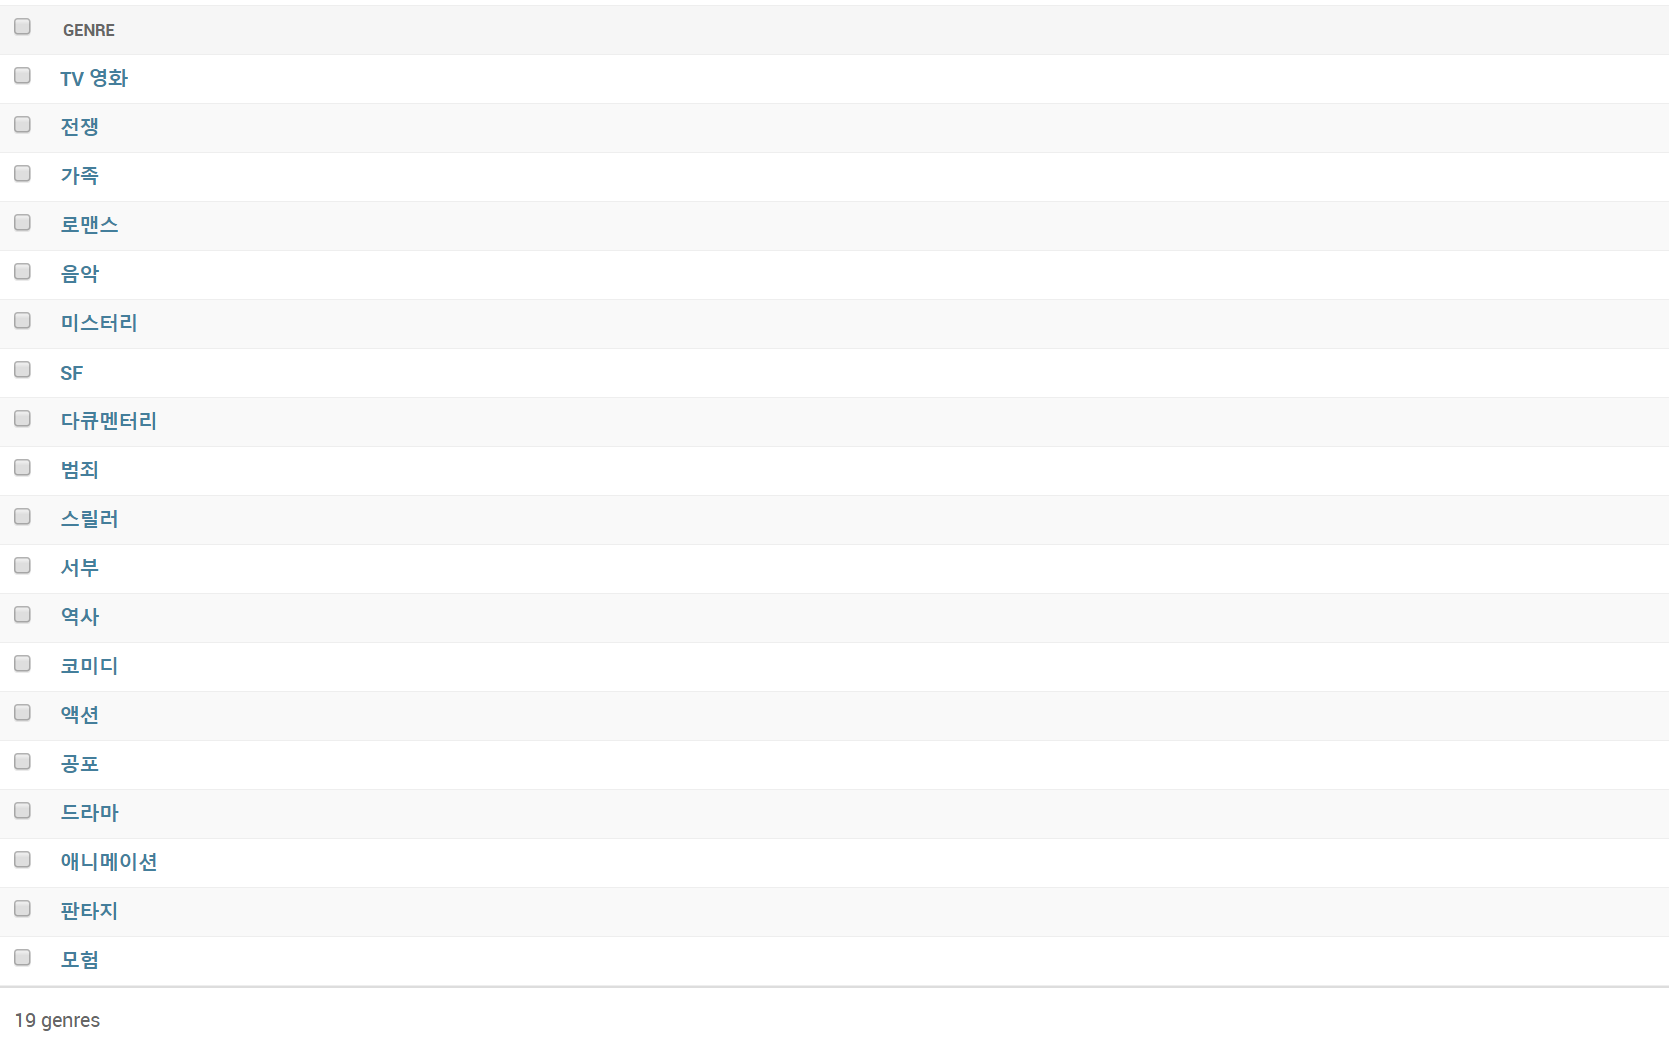 GENRE
TV 영화
전쟁
가족
로맨스
음악
미스터리
SF
다큐멘터리
범죄
스릴러
서부
역사
코미디
액션
공포
드라마
애니메이션
판타지
모험
19 genres